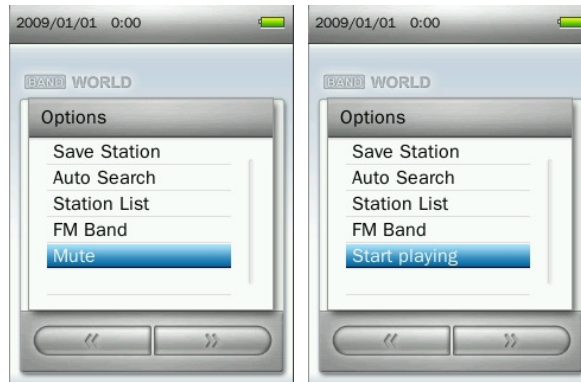 2009/01/01 0:00
BAND WORLD
Options
Save Station
Auto Search
Station List
FM Band
Mute
2009/01/01 0:00
BAND WORLD
Options
Save Station
Auto Search
Station List
FM Band
Start playing